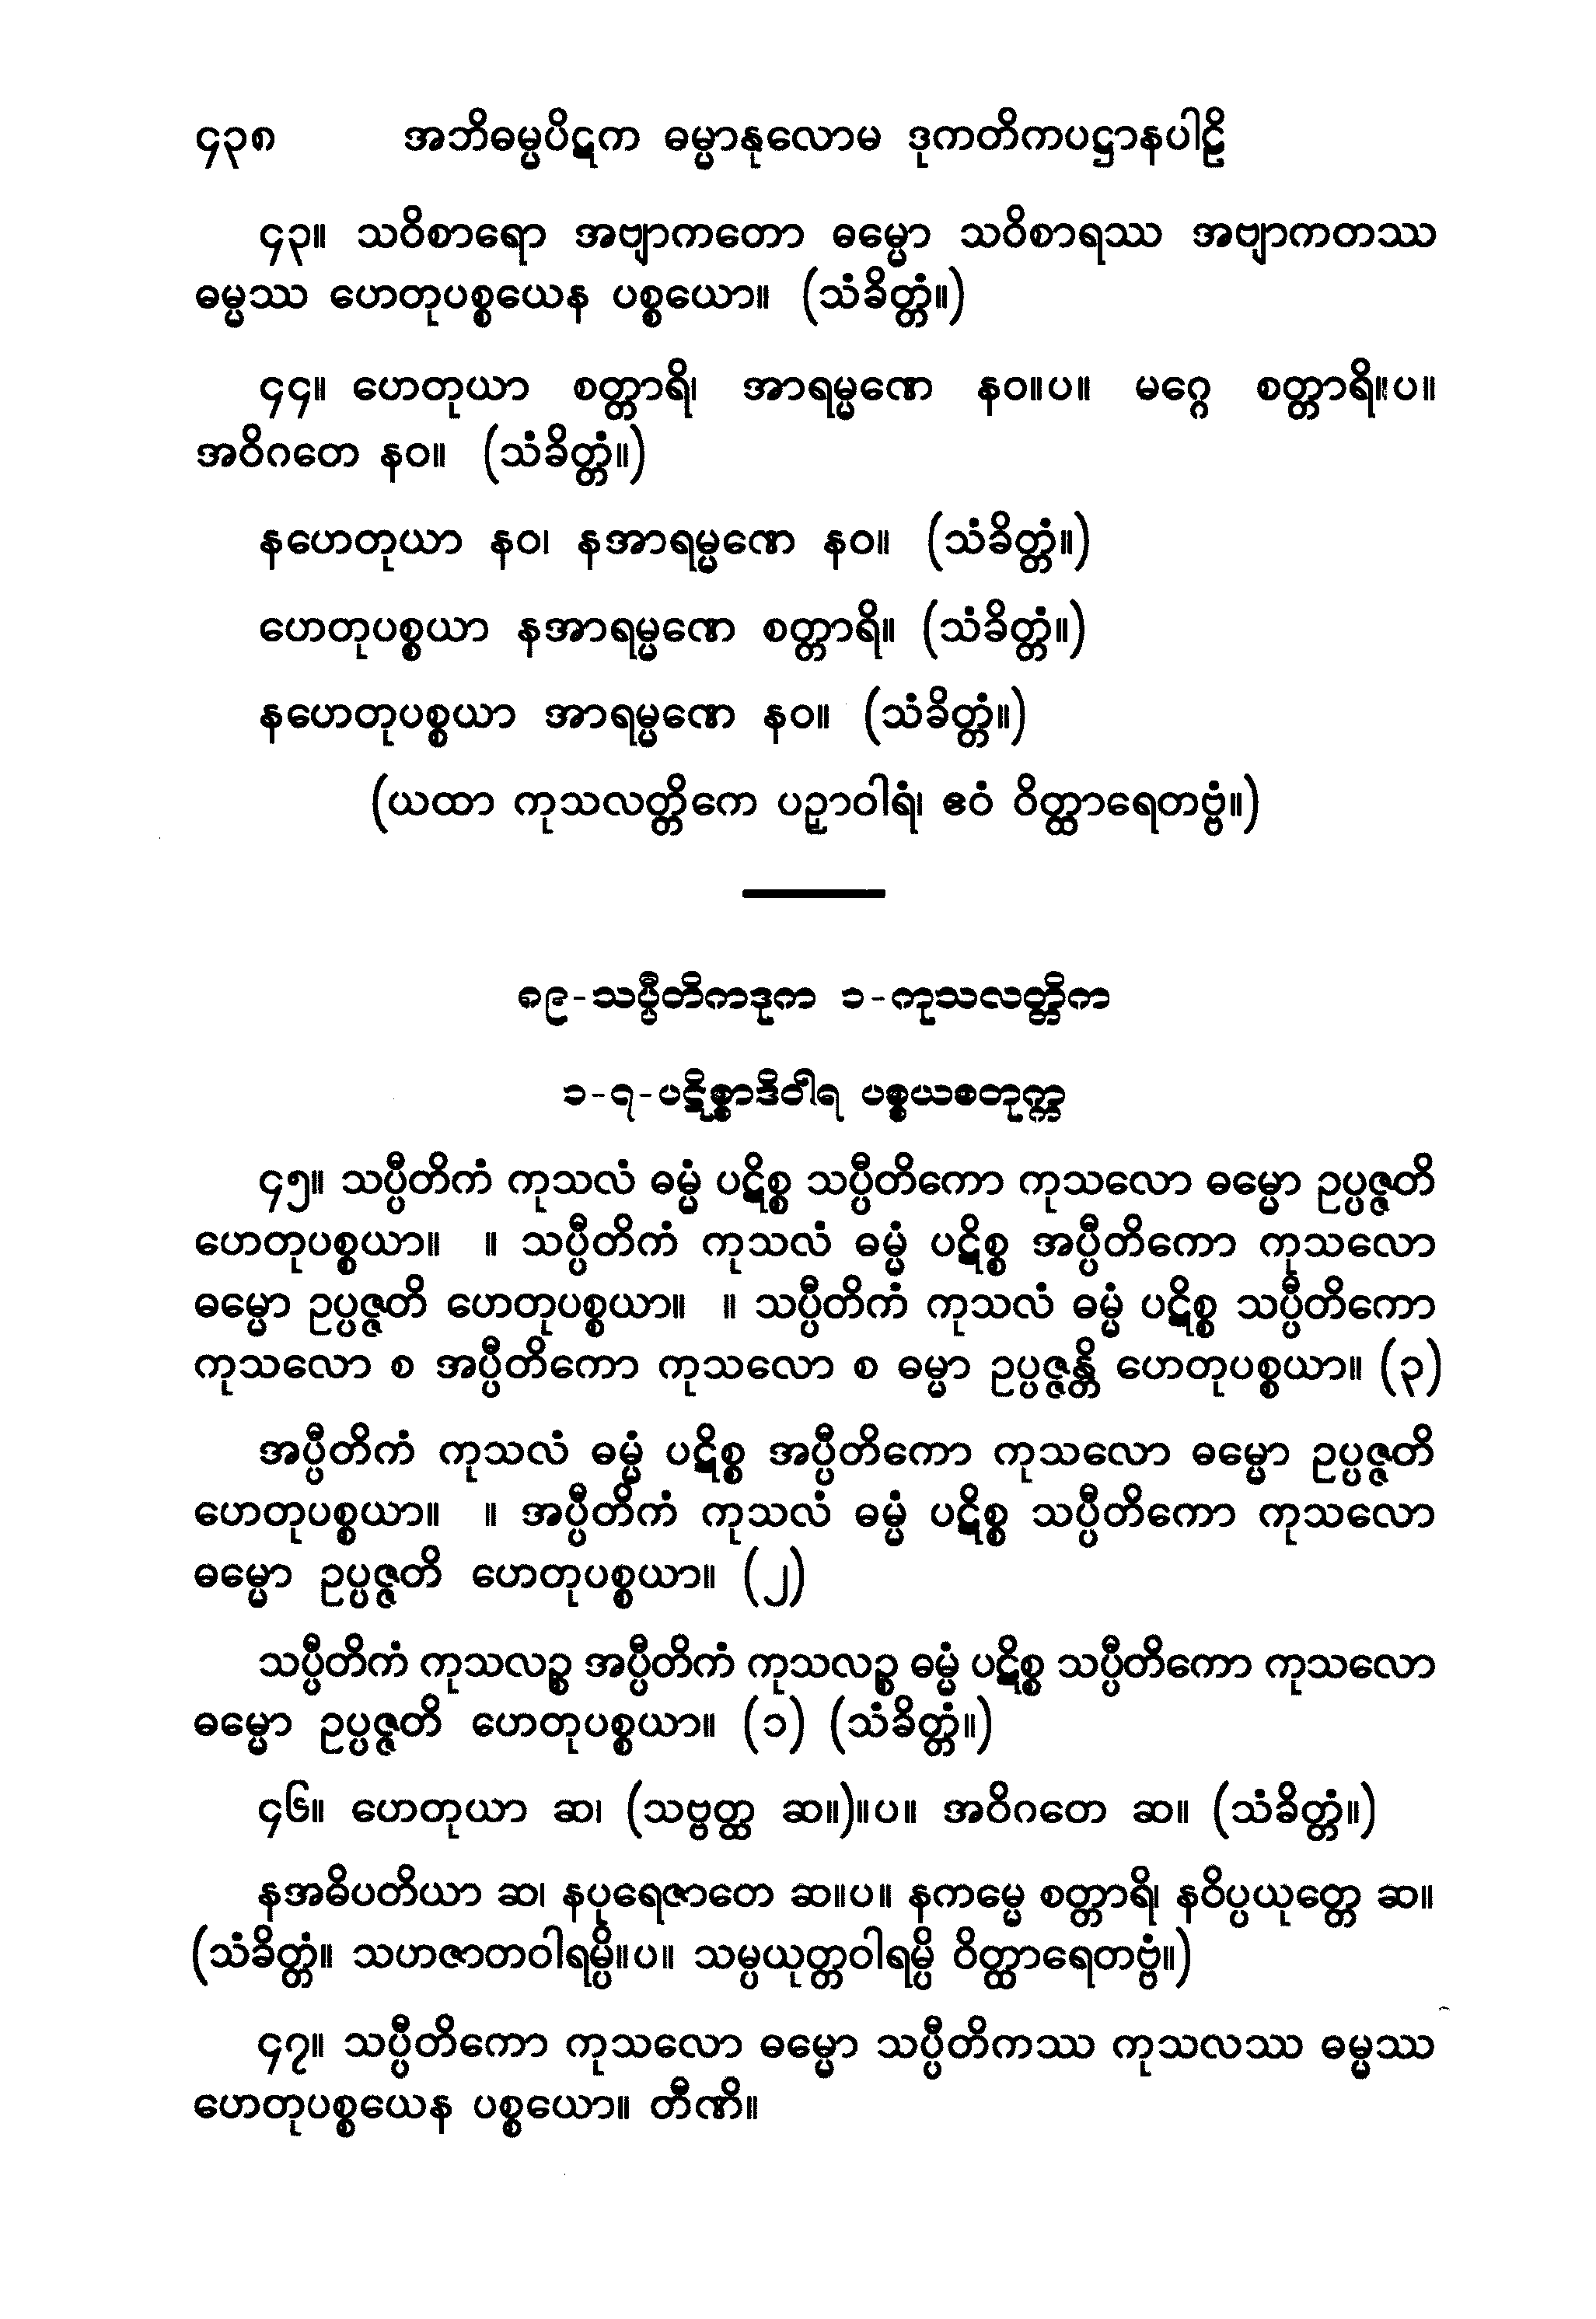 ၄၃၈ အဘိဓမ္မပိဋက ဓမ္မာနုလောမ ဒုကတိကပဋ္ဌာနပါဠိ
၄၃။ သဝိစာရော အဗျာကတော ဓမ္မော သဝိစာရဿ အဗျာကတဿ
ဓမ္မဿ ဟေတုပစ္စယေန ပစ္စယော။ (သံခိတ္တံ။)
၄၄။ ဟေတုယာ စတ္တာရိ၊ အာရမ္မဏေ နဝ။ပ။ မဂ္ဂေ စတ္တာရိ။ပ။
အဝိဂတေ နဝ။ (သံခိတ္တံ။)
နဟေတုယာ နဝ၊ နအာရမ္မဏေ နဝ။ (သံခိတ္တံ။)
ဟေတုပစ္စယာ နအာရမ္မဏေ စတ္တာရိ။ (သံခိတ္တံ။)
နဟေတုပစ္စယာ အာရမ္မဏေ နဝ။ (သံခိတ္တံ။)
(ယထာ ကုသလတ္တိကေ ပဉှာဝါရံ၊ ဧဝံ ဝိတ္ထာရေတဗ္ဗံ။)
၈၉-သပ္ပီတိကဒုက ၁-ကုသလတ္တိက
၁-၇-ပဋိစ္စာဒိဝါရ ပစ္စယစတုက္က
၄၅။ သပ္ပီတိကံ ကုသလံ ဓမ္မံ ပဋိစ္စ သပ္ပီတိကော ကုသလော ဓမ္မော ဥပ္ပဇ္ဇတိ
ဟေတုပစ္စယာ။ ။ သပ္ပီတိကံ ကုသလံ ဓမ္မံ ပဋိစ္စ အပ္ပီတိကော ကုသလော
ဓမ္မော ဥပ္ပဇ္ဇတိ ဟေတုပစ္စယာ။ ။ သပ္ပီတိကံ ကုသလံ ဓမ္မံ ပဋိစ္စ သပ္ပီတိကော
ကုသလော စ အပ္ပီတိကော ကုသလော စ ဓမ္မာ ဥပ္ပဇ္ဇန္တိ ဟေတုပစ္စယာ။ (၃)
အပ္ပီတိကံ ကုသလံ ဓမ္မံ ပဋိစ္စ အပ္ပီတိကော ကုသလော ဓမ္မော ဥပ္ပဇ္ဇတိ
ဟေတုပစ္စယာ။ ။ အပ္ပီတိကံ ကုသလံ ဓမ္မံ ပဋိစ္စ သပ္ပီတိကော ကုသလော
ဓမ္မော ဥပ္ပဇ္ဇတိ ဟေတုပစ္စယာ။ (၂)
သပ္ပီတိကံ ကုသလဉ္စ အပ္ပီတိကံ ကုသလဉ္စ ဓမ္မံ ပဋိစ္စ သပ္ပီတိကော ကုသလော
ဓမ္မော ဥပ္ပဇ္ဇတိ ဟေတုပစ္စယာ။ (၁) (သံခိတ္တံ။)
၄၆။ ဟေတုယာ ဆ၊ (သဗ္ဗတ္ထ ဆ။)။ပ။ အဝိဂတေ ဆ။ (သံခိတ္တံ။)
နအဓိပတိယာ ဆ၊ နပုရေဇာတေ ဆ။ပ။ နကမ္မေ စတ္တာရိ၊ နဝိပ္ပယုတ္တေ ဆ။
(သံခိတ္တံ။ သဟဇာတဝါရမ္ပိ။ပ။ သမ္ပယုတ္တဝါရမ္ပိ ဝိတ္ထာရေတဗ္ဗံ။)
၄၇။ သပ္ပီတိကော ကုသလော ဓမ္မော သပ္ပီတိကဿ ကုသလဿ ဓမ္မဿ
ဟေတုပစ္စယေန ပစ္စယော။ တီဏိ။